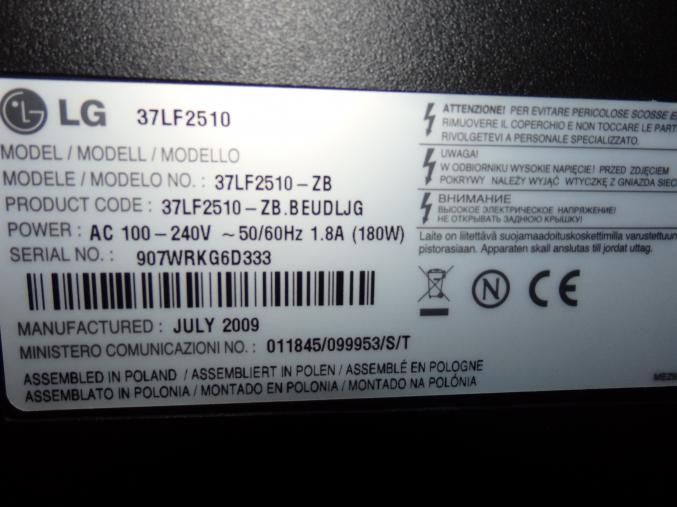 LG 37LF2510
MODEL / MODELL / MODELLO
MODELE / MODELO NO. : 37LF2510-ZB
PRODUCT CODE : 37LF2510-ZB.BEUDLJG
POWER : AC 100-240V ~50/60Hz 1.8A (180W)
SERIAL NO. : 907WRKG6D333
MANUFACTURED : JULY 2009
MINISTERO COMUNICAZIONI NO. : 011845/099953/S/T
ASSEMBLED IN POLAND / ASSEMBLIERT IN POLEN / ASSEMBLÉ EN POLOGNE
ASSEMBLATO IN POLONIA / MONTADO EN POLONIA / MONTADO NA POLÓNIA
ATTENZIONE! PER EVITARE PERICOLOSE SCOSSE
RIMUOVERE IL COPERCHIO E NON TOCCARE LE PART
RIVOLGETEVI A PERSONALE SPECIALIZZATO.
UWAGA!
W ODBIORNIKU WYSOKIE NAPIĘCIE! PRZED ZDJĘCIEM
POKRYWY NALEŻY WYJĄĆ WTYCZKĘ Z GNIAZDA SIEC
ВНИМАНИЕ
ВЫСОКОЕ ЭЛЕКТРИЧЕСКОЕ НАПРЯЖЕНИЕ!
НЕ ОТКРЫВАТЬ ЗАДНЮЮ КРЫШКУ!
Laite on liitettävä suojamaadoituskoskettimilla varustettuun
pistorasiaan. Apparaten skall anslutas till jordat uttag.
N CE